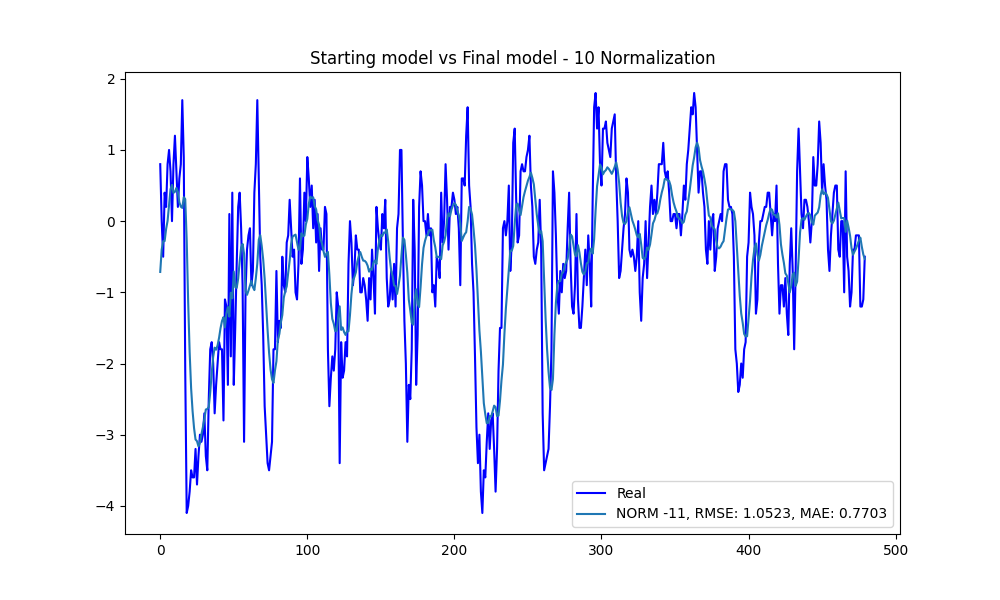 Starting model vs Final model - 10 Normalization
2
1
0
−1
−2
−3
−4
Real
NORM -11, RMSE: 1.0523, MAE: 0.7703
0 100 200 300 400 500